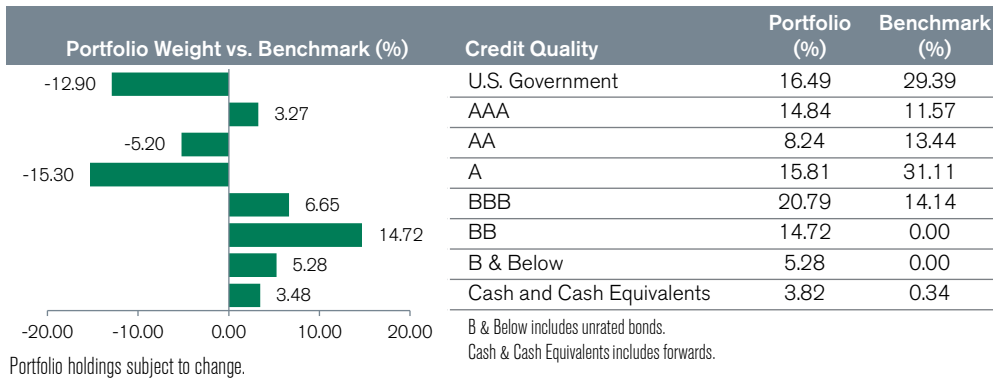 Portfolio Weight vs. Benchmark (%) Credit Quality Portfolio (%) Benchmark (%)
-12.90 U.S. Government 16.49 29.39
3.27 AAA 14.84 11.57
-5.20 AA 8.24 13.44
-15.30 A 15.81 31.11
6.65 BBB 20.79 14.14
14.72 BB 14.72 0.00
5.28 B & Below 5.28 0.00
3.48 Cash and Cash Equivalents 3.82 0.34
-20.00 -10.00 0.00 10.00 20.00
B & Below includes unrated bonds.
Cash & Cash Equivalents includes forwards.
Portfolio holdings subject to change.